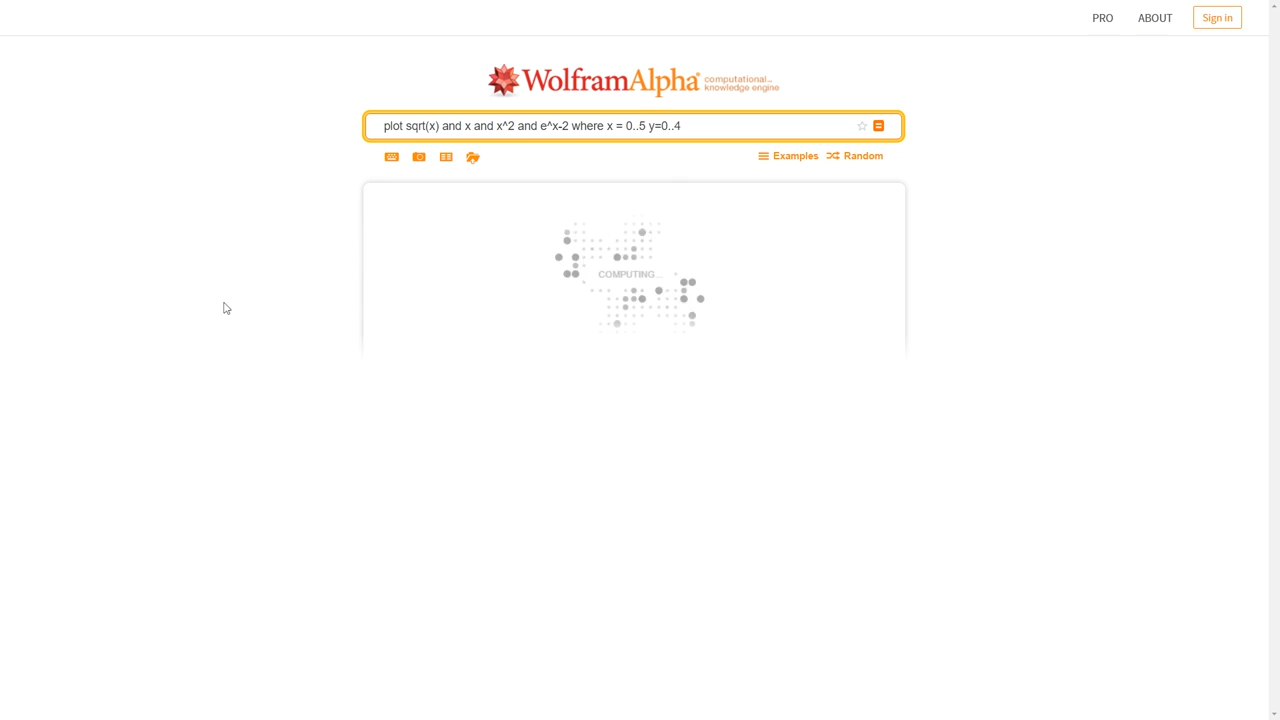 PRO ABOUT Sign in
WolframAlpha computational knowledge engine
plot sqrt(x) and x and x^2 and e^x-2 where x = 0..5 y=0..4
Examples Random
COMPUTING...